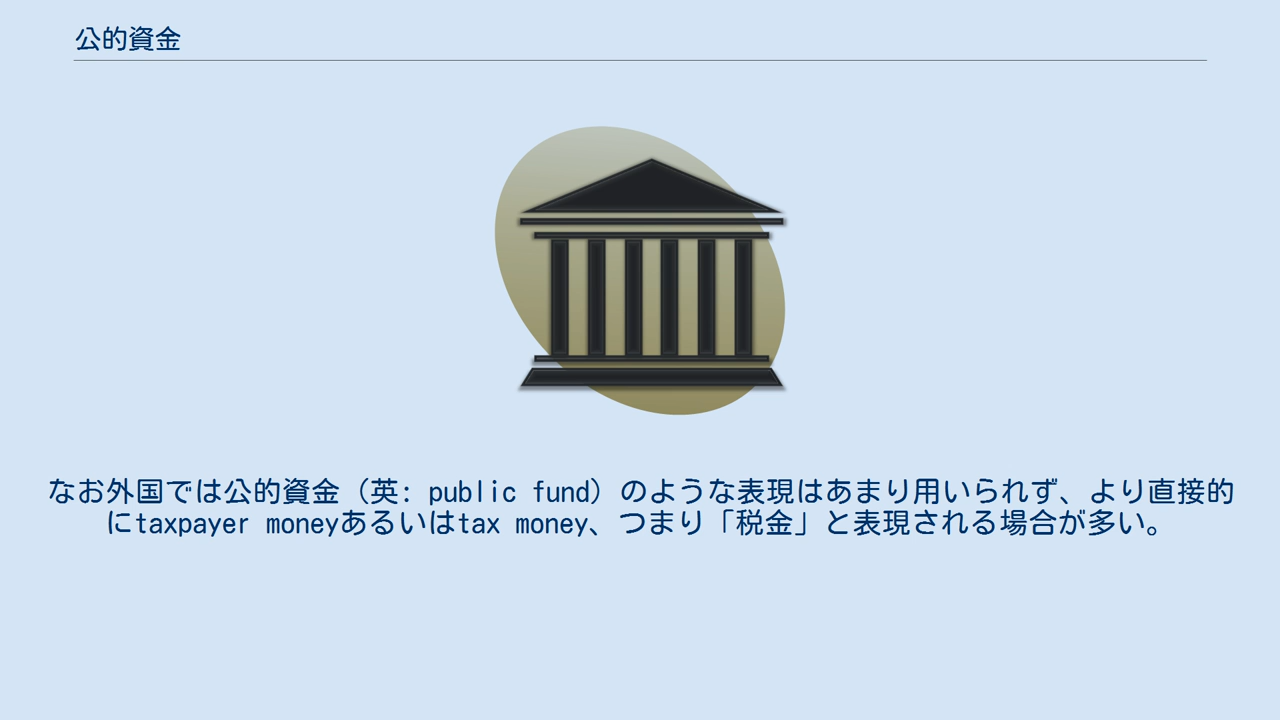 公的資金
なお外国では公的資金（英: public fund）のような表現はあまり用いられず、より直接的
にtaxpayer moneyあるいはtax money、つまり「税金」と表現される場合が多い。